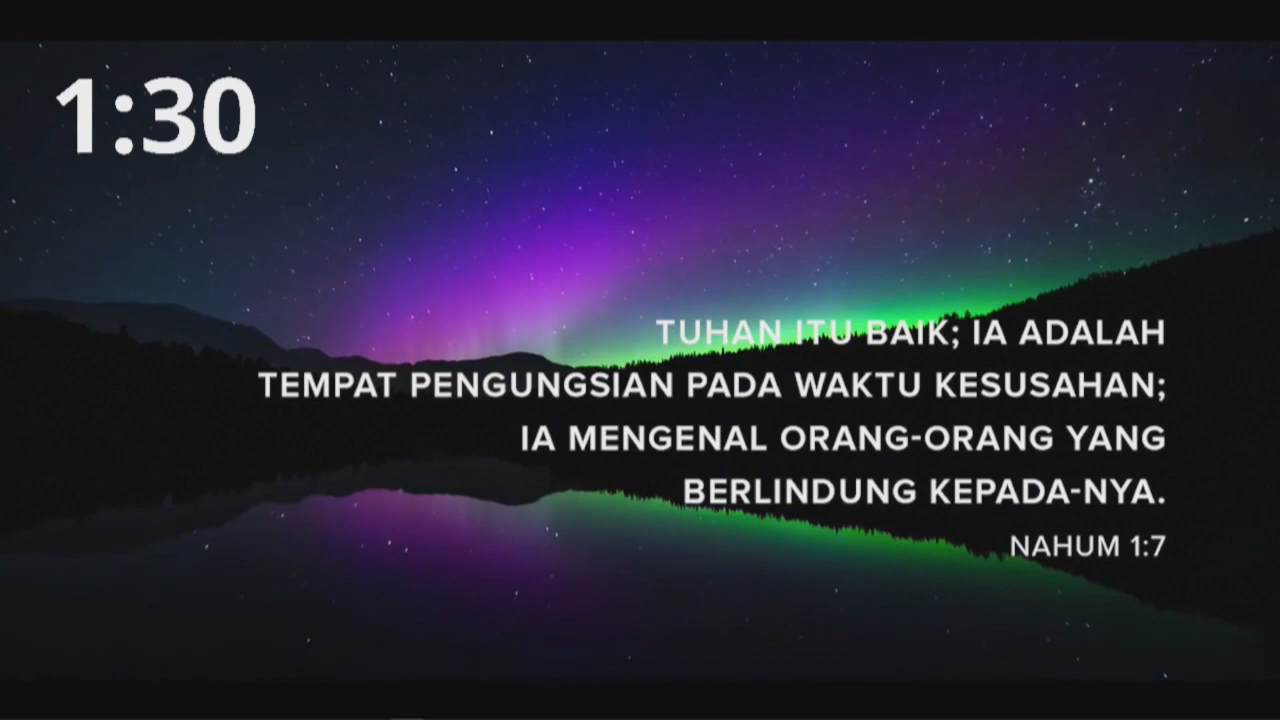 1:30
TUHAN ITU BAIK; IA ADALAH
TEMPAT PENGUNGSIAN PADA WAKTU KESUSAHAN;
IA MENGENAL ORANG-ORANG YANG
BERLINDUNG KEPADA-NYA.
NAHUM 1:7